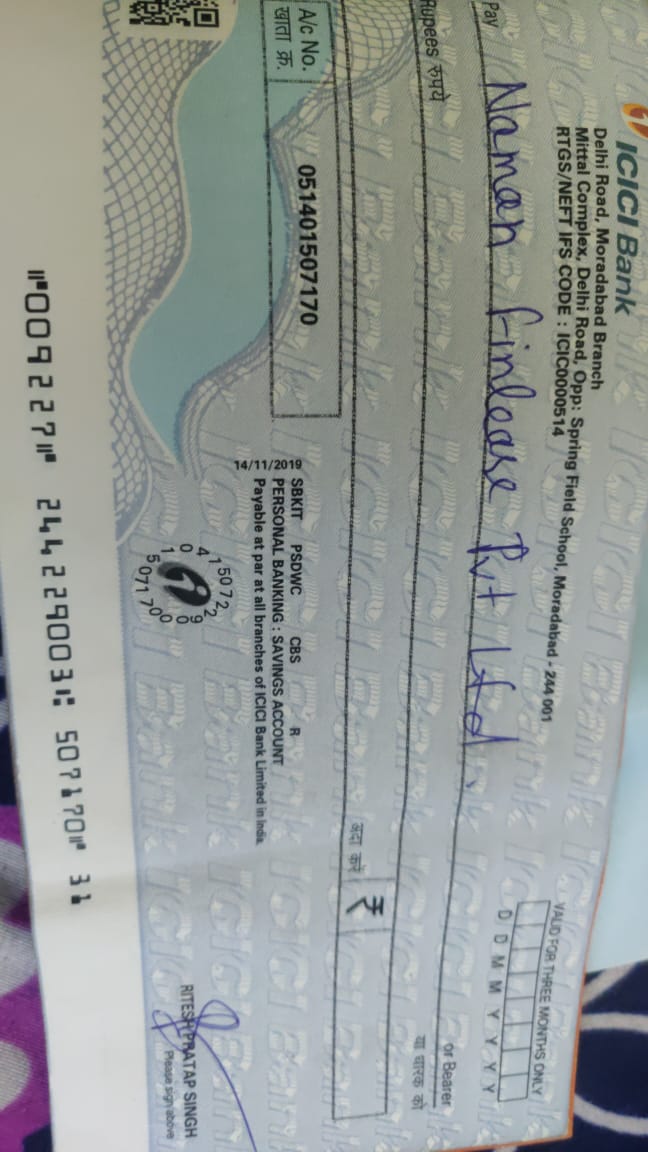 ICICI Bank
Delhi Road, Moradabad Branch
Mittal Complex, Delhi Road, Opp: Spring Field School, Moradabad - 244 001
RTGS/NEFT IFS CODE : ICIC0000514
VALID FOR THREE MONTHS ONLY
D D M M Y Y Y Y
Pay Naman Finlease Pvt Ltd.
or Bearer
या धारक को
Rupees रुपये
अदा करें ₹
A/c No.
खाता क्र.
051401507170
14/11/2019
SBKIT PSDWC CBS R
PERSONAL BANKING : SAVINGS ACCOUNT
Payable at par at all branches of ICICI Bank Limited in India
RITESH PRATAP SINGH
Please sign above
⑈009227⑈ 244229003⑆ 507170⑈ 31